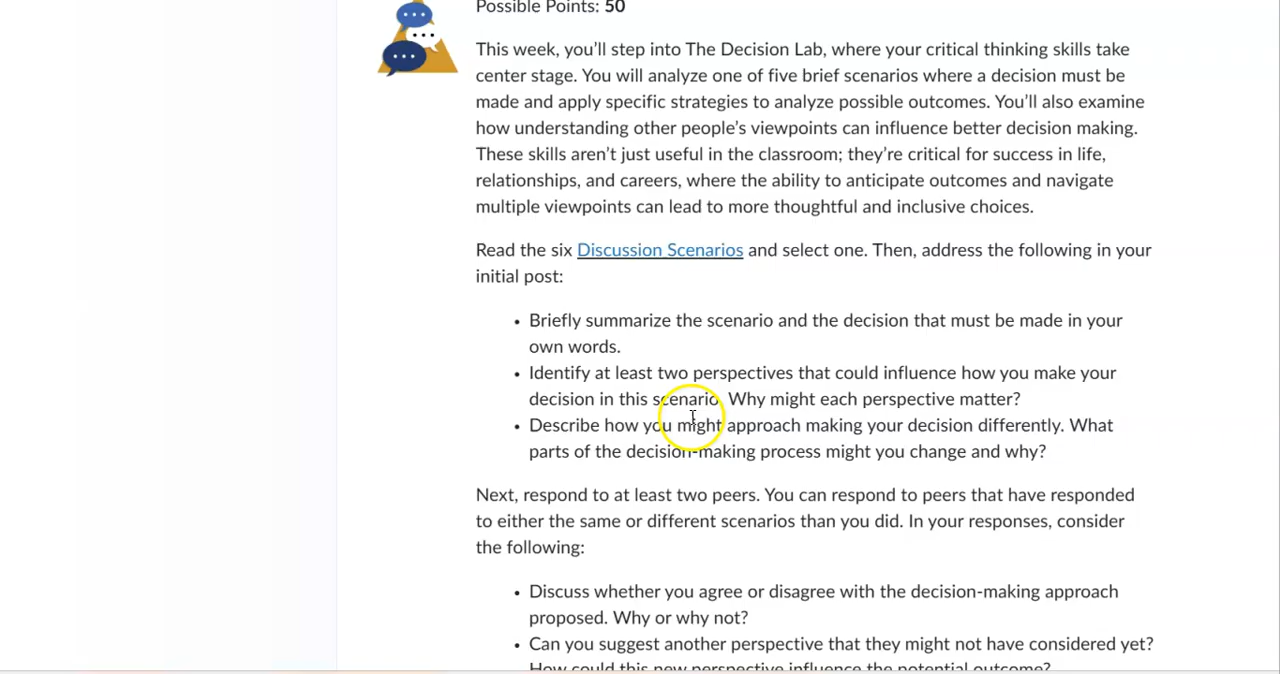 Possible Points: 50
This week, you'll step into The Decision Lab, where your critical thinking skills take
center stage. You will analyze one of five brief scenarios where a decision must be
made and apply specific strategies to analyze possible outcomes. You'll also examine
how understanding other people's viewpoints can influence better decision making.
These skills aren't just useful in the classroom; they're critical for success in life,
relationships, and careers, where the ability to anticipate outcomes and navigate
multiple viewpoints can lead to more thoughtful and inclusive choices.
Read the six Discussion Scenarios and select one. Then, address the following in your
initial post:
• Briefly summarize the scenario and the decision that must be made in your
own words.
• Identify at least two perspectives that could influence how you make your
decision in this scenario. Why might each perspective matter?
• Describe how you might approach making your decision differently. What
parts of the decision-making process might you change and why?
Next, respond to at least two peers. You can respond to peers that have responded
to either the same or different scenarios than you did. In your responses, consider
the following:
• Discuss whether you agree or disagree with the decision-making approach
proposed. Why or why not?
• Can you suggest another perspective that they might not have considered yet?
How could this new perspective influence the potential outcome?